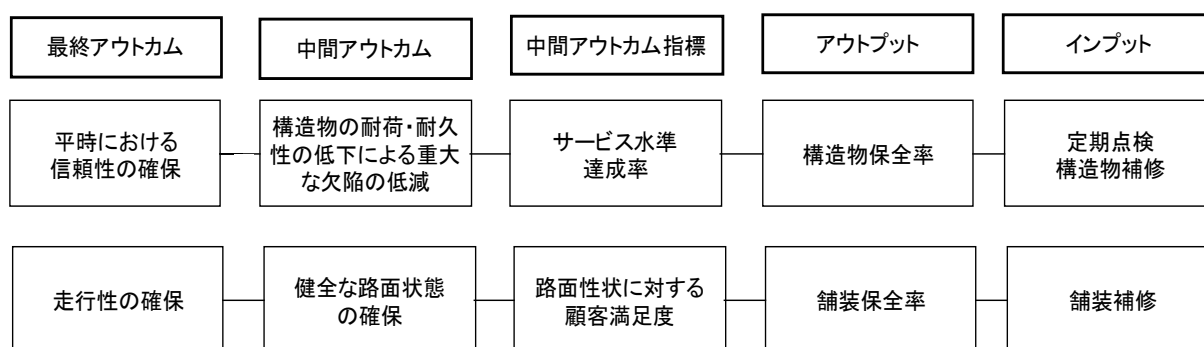 最終アウトカム
中間アウトカム
中間アウトカム指標
アウトプット
インプット
平時における
信頼性の確保
構造物の耐荷・耐久
性の低下による重大
な欠陥の低減
サービス水準
達成率
構造物保全率
定期点検
構造物補修
走行性の確保
健全な路面状態
の確保
路面性状に対する
顧客満足度
舗装保全率
舗装補修